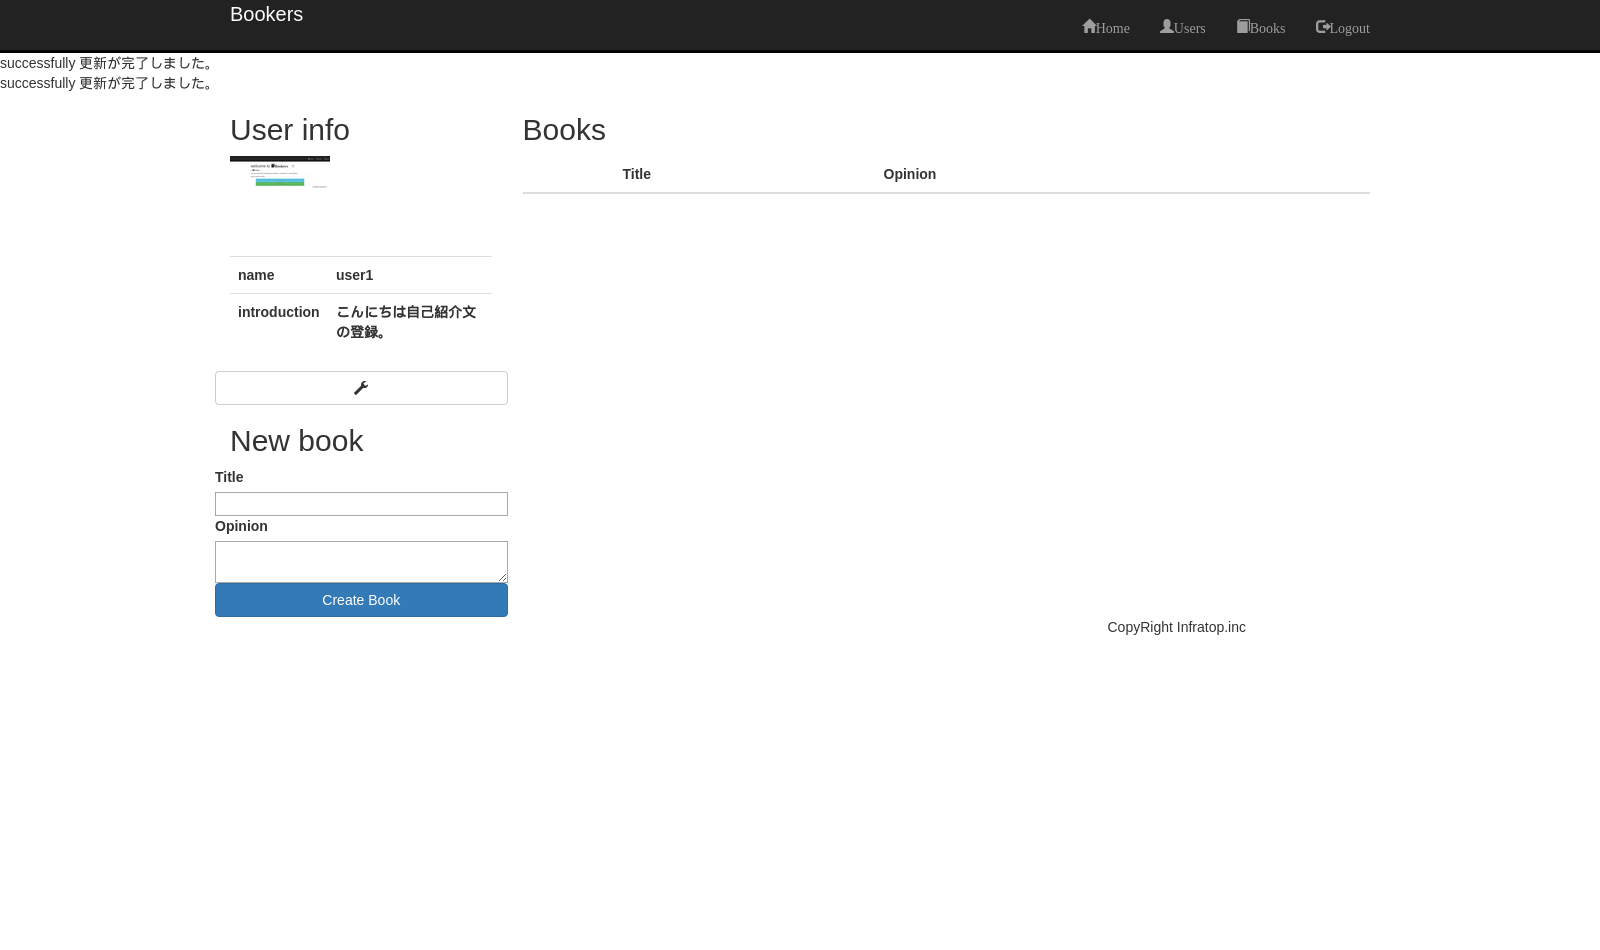 Bookers
Home Users Books Logout
successfully 更新が完了しました。
successfully 更新が完了しました。
User info
Books
Title Opinion
name user1
introduction こんにちは自己紹介文
の登録。
New book
Title
Opinion
Create Book
CopyRight Infratop.inc